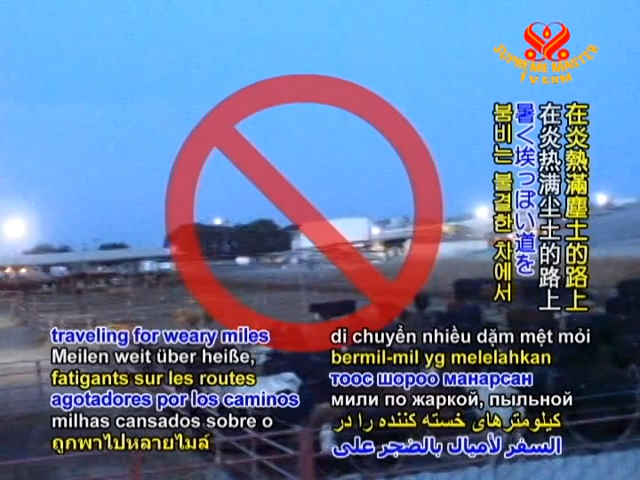 SUPREME MASTER
TV.COM
在炎熱滿塵土的路上
在炎热满尘土的路上
暑く埃っぽい道を
붐비는 불결한 차에서
traveling for weary miles
Meilen weit über heiße,
fatigants sur les routes
agotadores por los caminos
milhas cansados sobre o
ถูกพาไปหลายไมล์
di chuyển nhiều dặm mệt mỏi
bermil-mil yg melelahkan
тоос шороо манарсан
мили по жаркой, пыльной
کیلومترهای خسته کننده را در
السفر لأميال بالضجر على